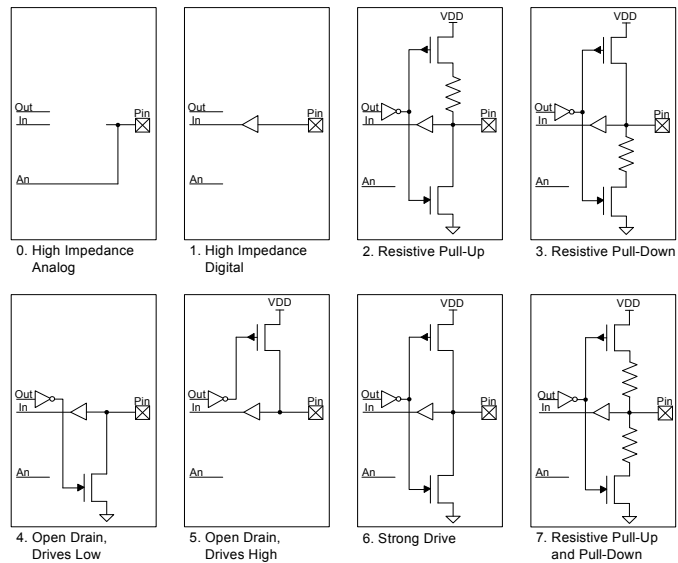 Out
In
An
Pin
0. High Impedance
Analog
Out
In
An
Pin
1. High Impedance
Digital
VDD
Out
In
An
Pin
2. Resistive Pull-Up
VDD
Out
In
An
Pin
3. Resistive Pull-Down
Out
In
An
Pin
4. Open Drain,
Drives Low
VDD
Out
In
An
Pin
5. Open Drain,
Drives High
VDD
Out
In
An
Pin
6. Strong Drive
VDD
Out
In
An
Pin
7. Resistive Pull-Up
and Pull-Down